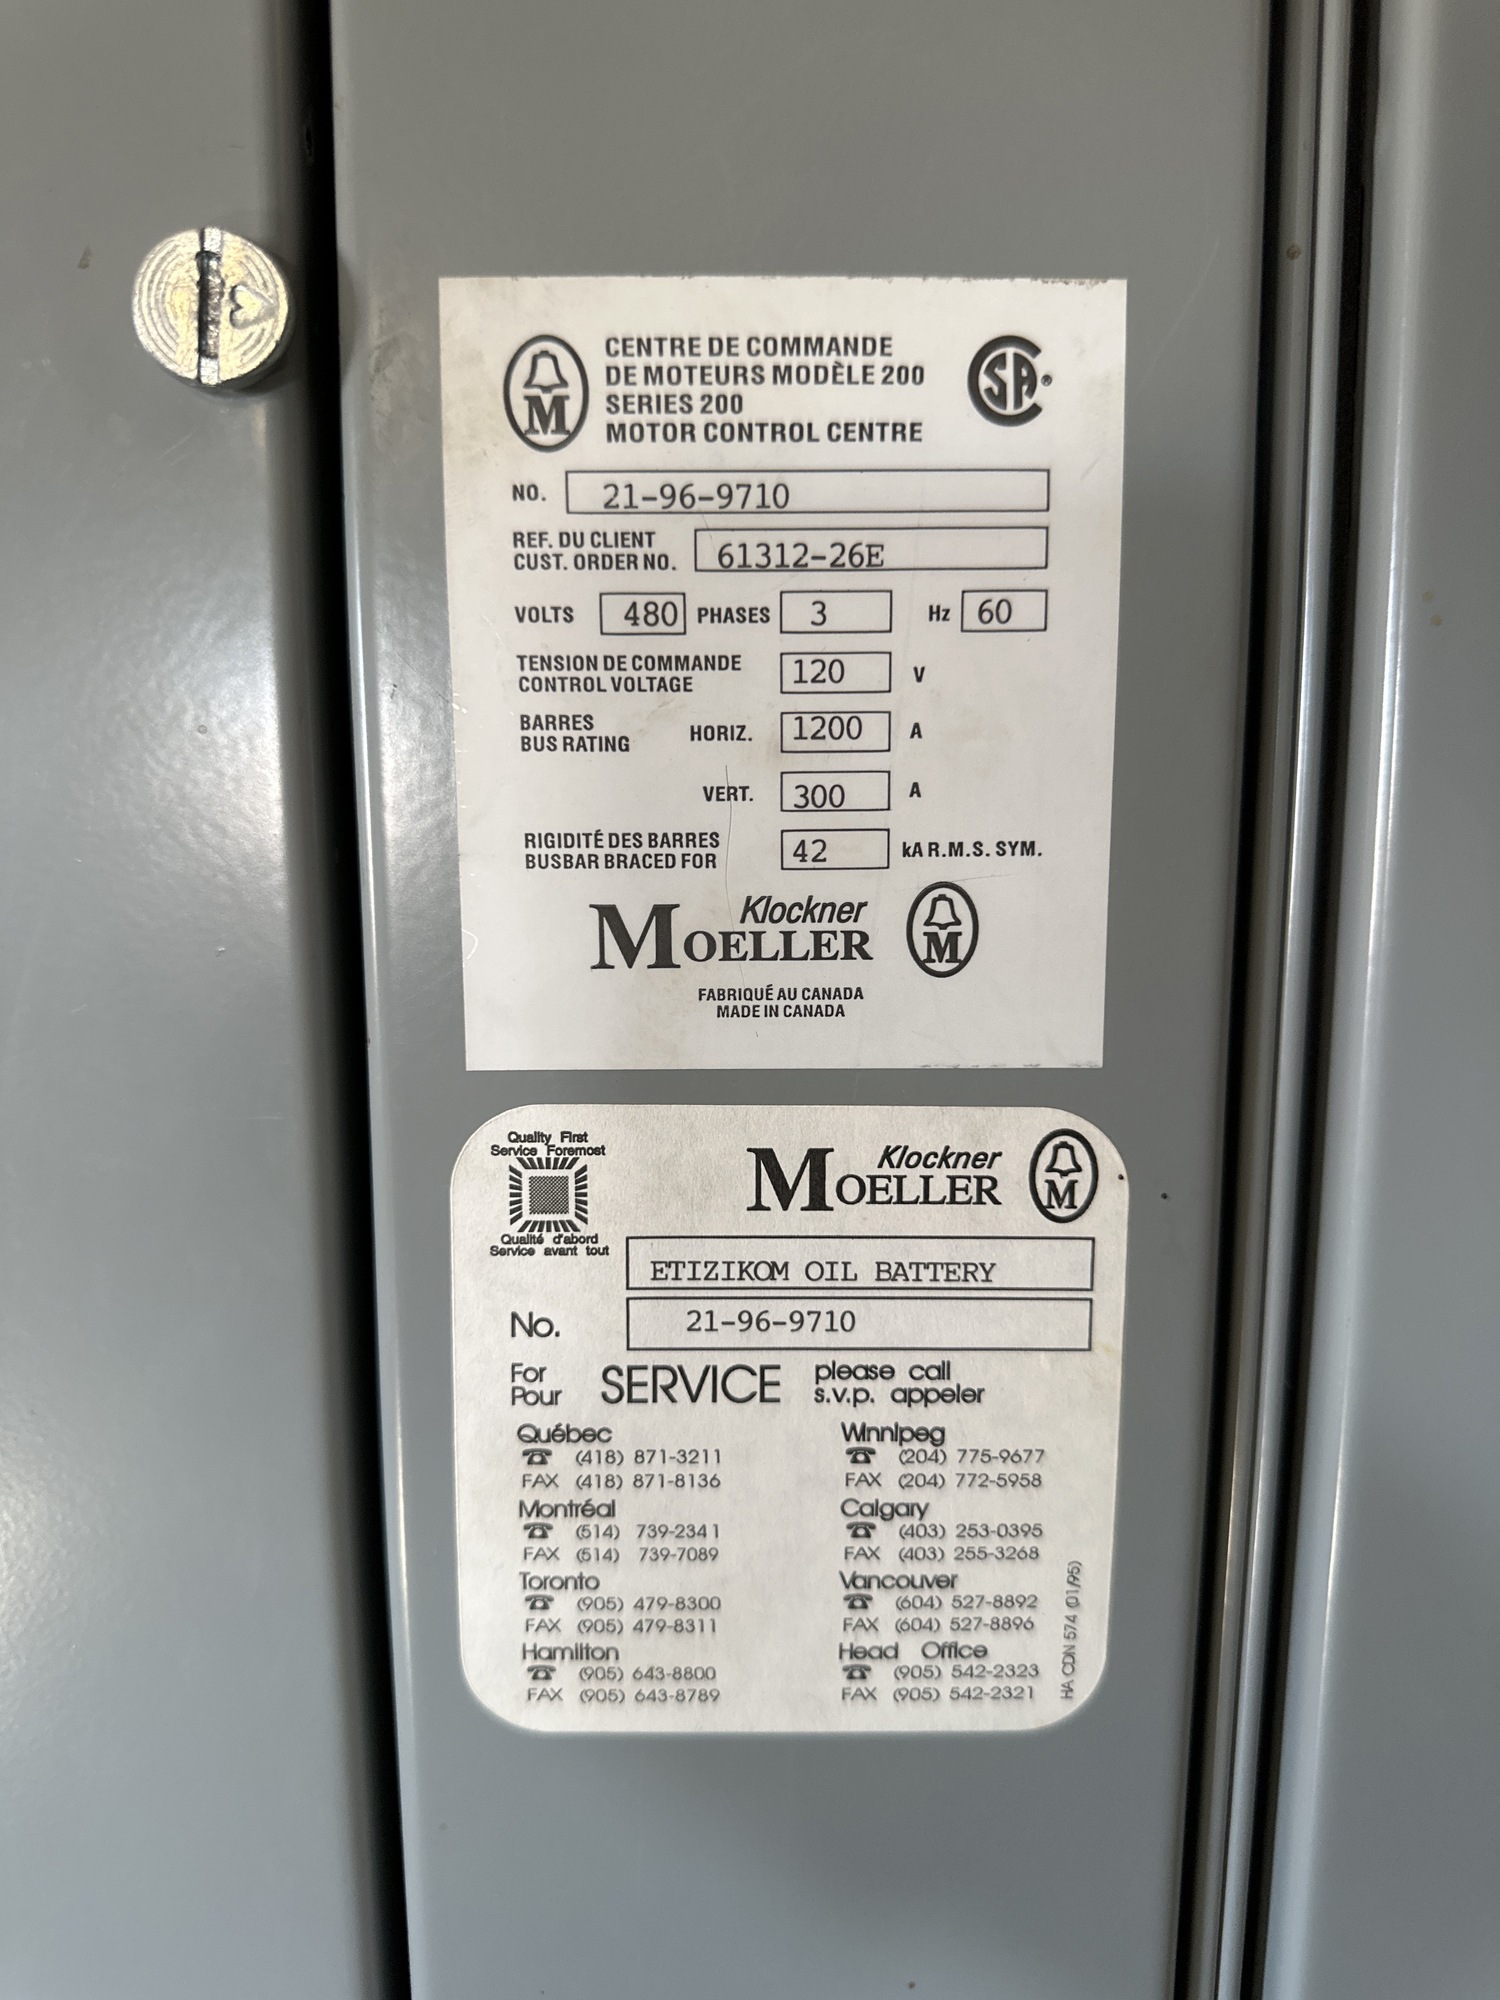 CENTRE DE COMMANDE
DE MOTEURS MODÈLE 200
SERIES 200
MOTOR CONTROL CENTRE
M
SA®
NO. 21-96-9710
REF. DU CLIENT
CUST. ORDER NO. 61312-26E
VOLTS 480 PHASES 3 Hz 60
TENSION DE COMMANDE
CONTROL VOLTAGE 120 V
BARRES
BUS RATING HORIZ. 1200 A
VERT. 300 A
RIGIDITÉ DES BARRES
BUSBAR BRACED FOR 42 kA R.M.S. SYM.
Klockner
MOELLER
M
FABRIQUÉ AU CANADA
MADE IN CANADA
Quality First
Service Foremost
Qualité d'abord
Service avant tout
Klockner
MOELLER
M
ETIZIKOM OIL BATTERY
No. 21-96-9710
For
Pour
SERVICE
please call
s.v.p. appeler
Québec
☎ (418) 871-3211
FAX (418) 871-8136
Montréal
☎ (514) 739-2341
FAX (514) 739-7089
Toronto
☎ (905) 479-8300
FAX (905) 479-8311
Hamilton
☎ (905) 643-8800
FAX (905) 643-8789
Winnipeg
☎ (204) 775-9677
FAX (204) 772-5958
Calgary
☎ (403) 253-0395
FAX (403) 255-3268
Vancouver
☎ (604) 527-8892
FAX (604) 527-8896
Head Office
☎ (905) 542-2323
FAX (905) 542-2321
HA CDN 574 (01/95)